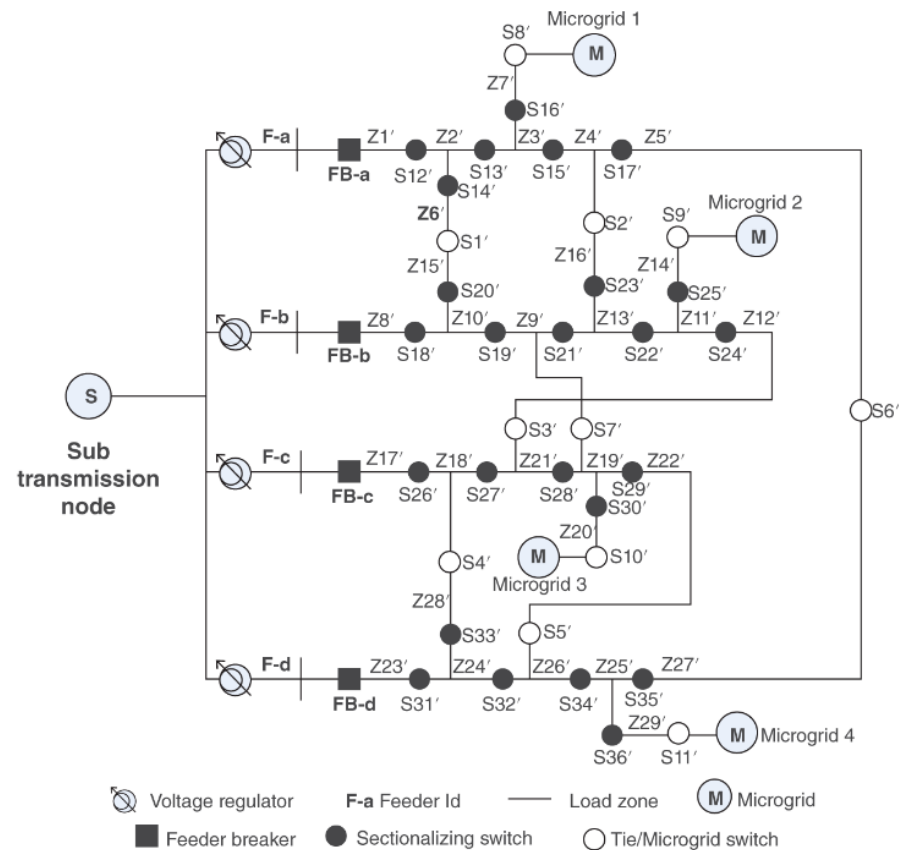 Microgrid 1
S8′
M
Z7′
S16′
F-a
Z1′
Z2′
Z3′
Z4′
Z5′
FB-a
S12′
S13′
S15′
S17′
S14′
Microgrid 2
Z6′
S9′
S1′
S2′
M
Z15′
Z16′
Z14′
S20′
S23′
S25′
F-b
Z8′
Z10′
Z9′
Z13′
Z11′
Z12′
FB-b
S18′
S19′
S21′
S22′
S24′
S
S6′
Sub
transmission
node
S3′
S7′
F-c
Z17′
Z18′
Z21′
Z19′
Z22′
FB-c
S26′
S27′
S28′
S29′
S30′
Z20′
S4′
M
S10′
Microgrid 3
Z28′
S33′
S5′
F-d
Z23′
Z24′
Z26′
Z25′
Z27′
FB-d
S31′
S32′
S34′
S35′
Z29′
M
Microgrid 4
S36′
S11′
Voltage regulator
F-a Feeder Id
Load zone
M
Microgrid
Feeder breaker
Sectionalizing switch
Tie/Microgrid switch